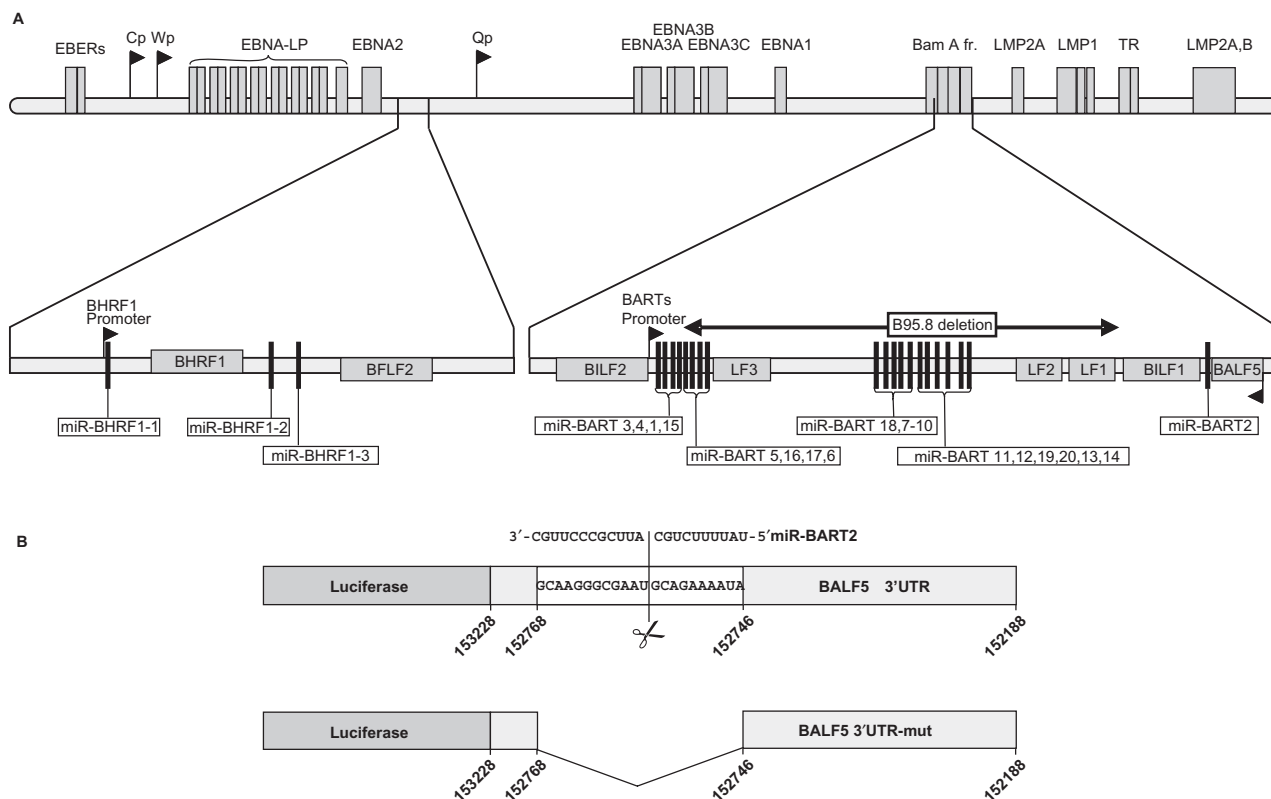 A
EBERs
Cp
Wp
EBNA-LP
EBNA2
Qp
EBNA3B
EBNA3A
EBNA3C
EBNA1
Bam A fr.
LMP2A
LMP1
TR
LMP2A,B
BHRF1
Promoter
BHRF1
BFLF2
miR-BHRF1-1
miR-BHRF1-2
miR-BHRF1-3
BARTs
Promoter
B95.8 deletion
BILF2
LF3
LF2
LF1
BILF1
BALF5
miR-BART 3,4,1,15
miR-BART 18,7-10
miR-BART2
miR-BART 5,16,17,6
miR-BART 11,12,19,20,13,14
B
3′-CGUUCCCGCUUA CGUCUUUUAU-5′miR-BART2
Luciferase
GCAAGGGCGAAUGCAGAAAAUA
BALF5 3'UTR
153228
152768
152746
152188
Luciferase
BALF5 3′UTR-mut
153228
152768
152746
152188